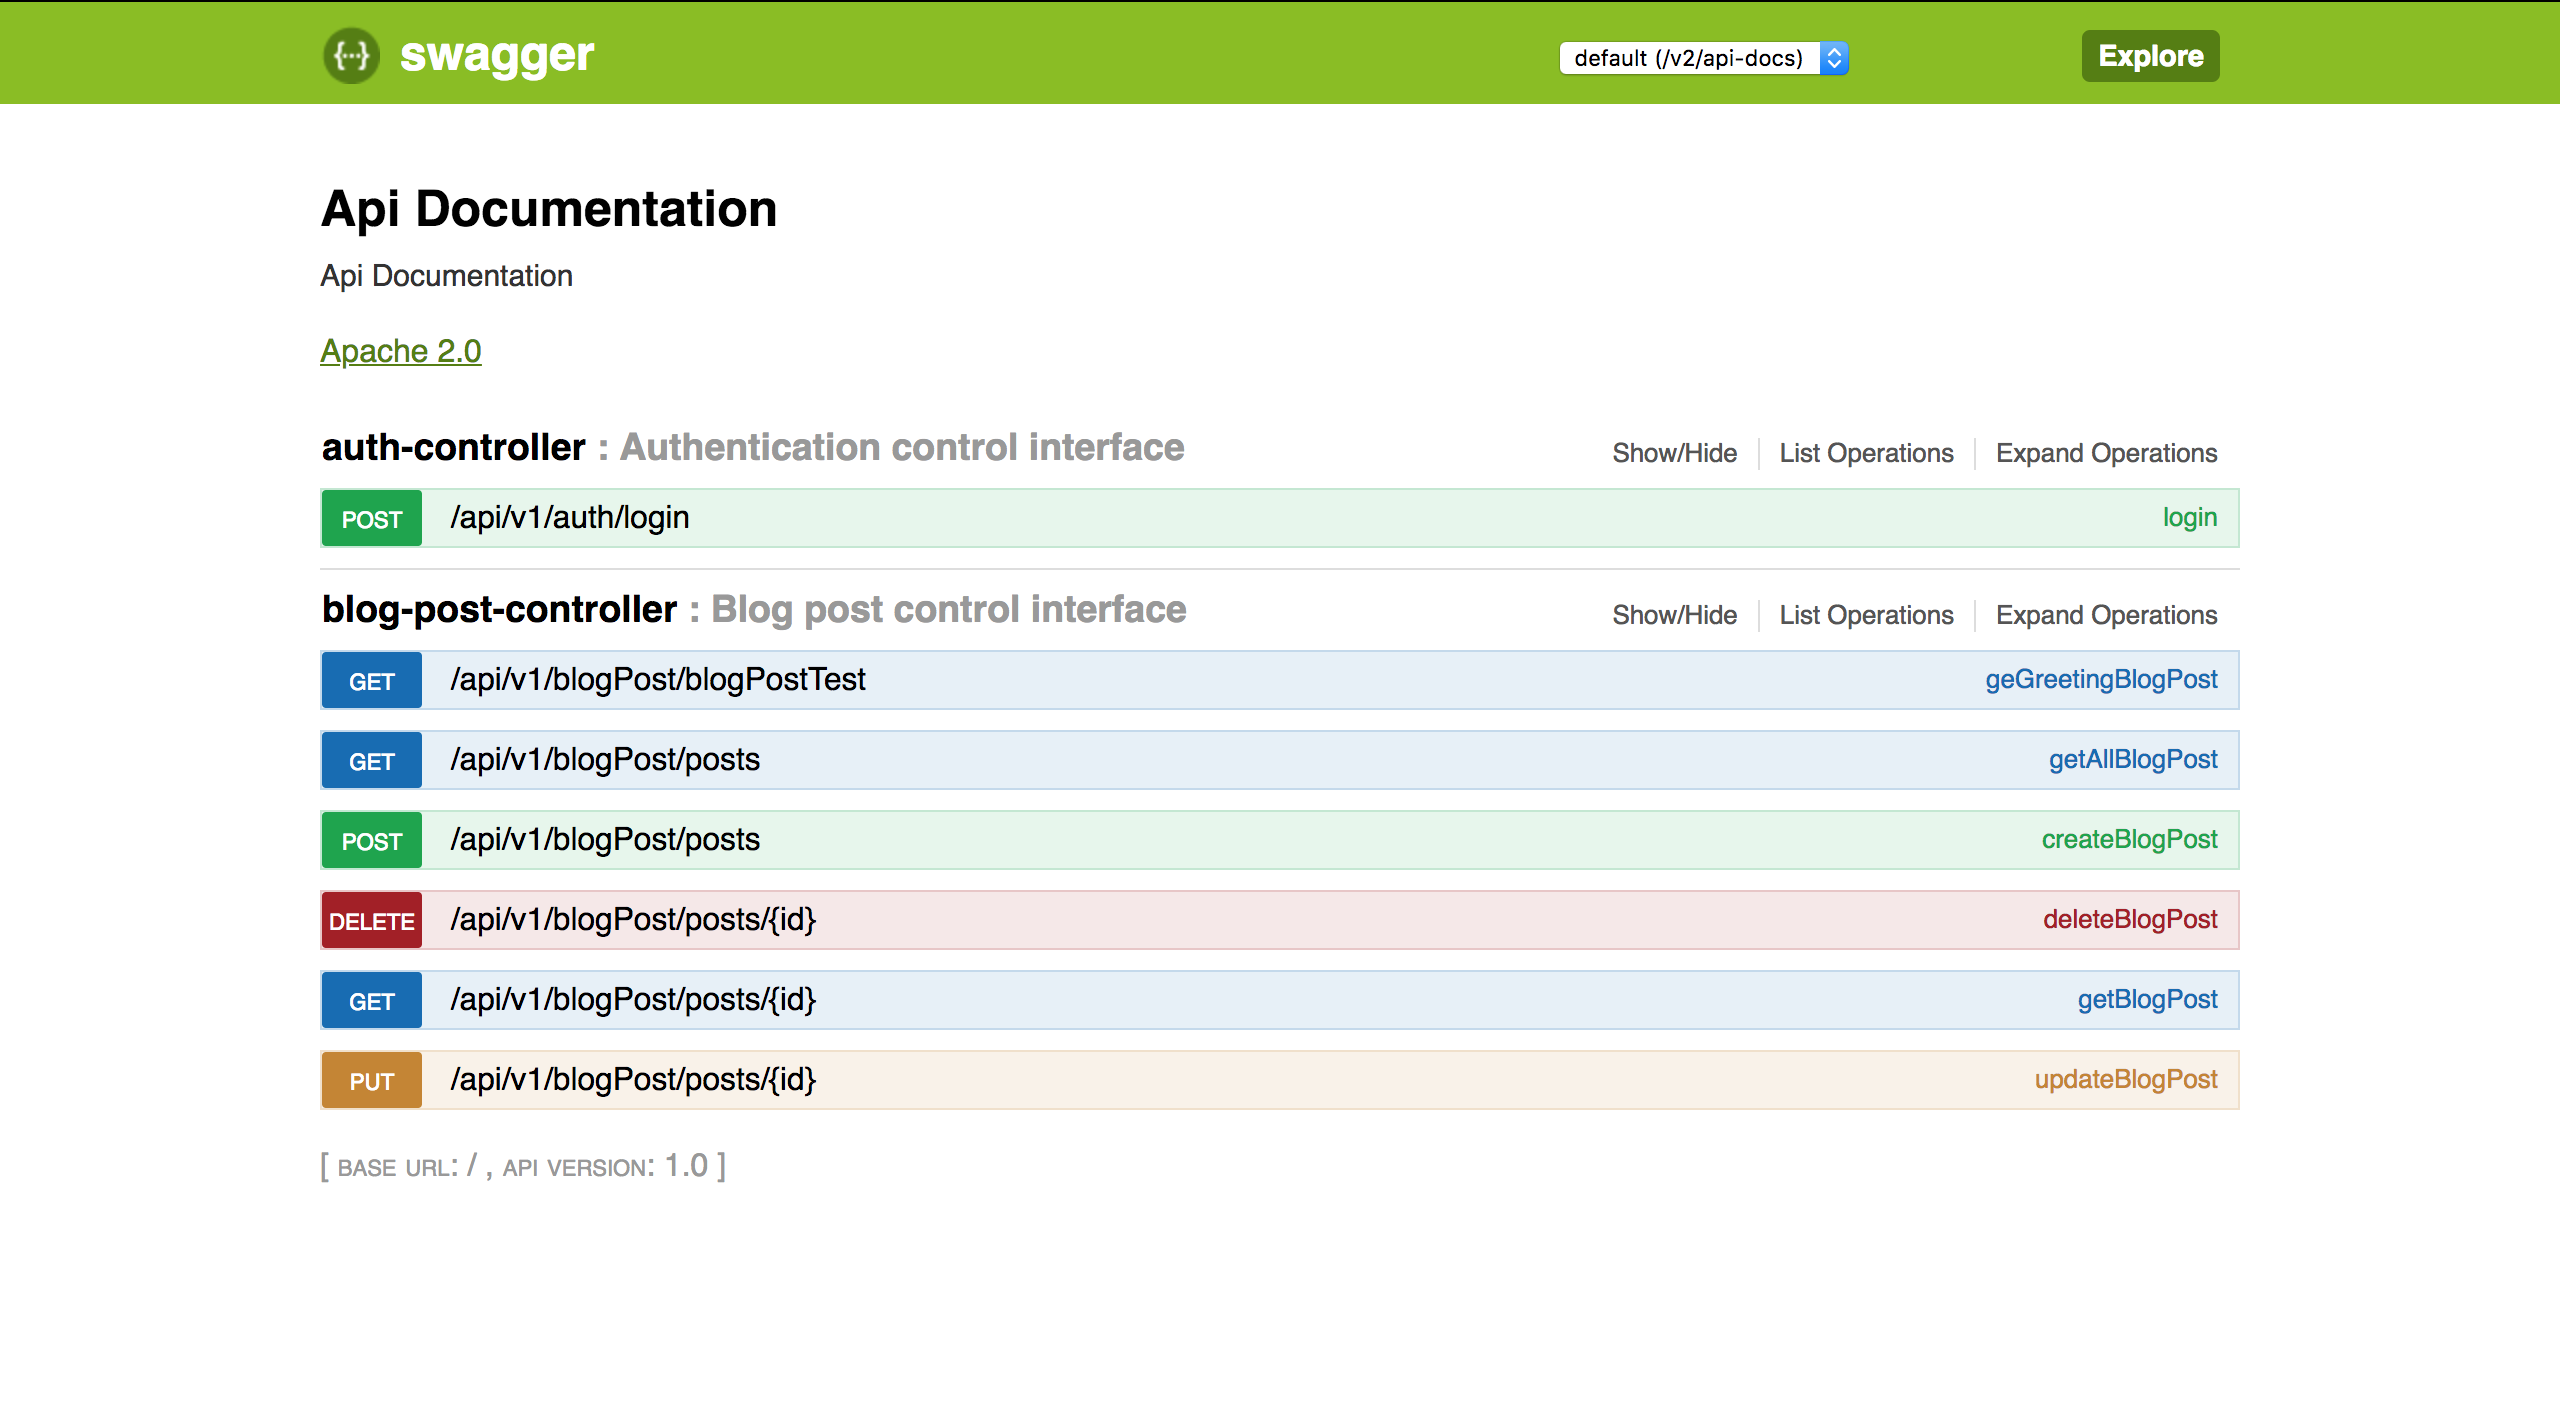 {...} swagger default (/v2/api-docs) Explore
Api Documentation
Api Documentation
Apache 2.0
auth-controller : Authentication control interface Show/Hide List Operations Expand Operations
POST /api/v1/auth/login login
blog-post-controller : Blog post control interface Show/Hide List Operations Expand Operations
GET /api/v1/blogPost/blogPostTest geGreetingBlogPost
GET /api/v1/blogPost/posts getAllBlogPost
POST /api/v1/blogPost/posts createBlogPost
DELETE /api/v1/blogPost/posts/{id} deleteBlogPost
GET /api/v1/blogPost/posts/{id} getBlogPost
PUT /api/v1/blogPost/posts/{id} updateBlogPost
[ BASE URL: / , API VERSION: 1.0 ]